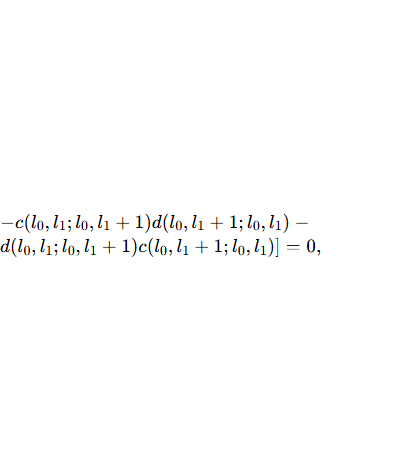 −c(l₀, l₁; l₀, l₁ + 1)d(l₀, l₁ + 1; l₀, l₁) −
d(l₀, l₁; l₀, l₁ + 1)c(l₀, l₁ + 1; l₀, l₁)] = 0,